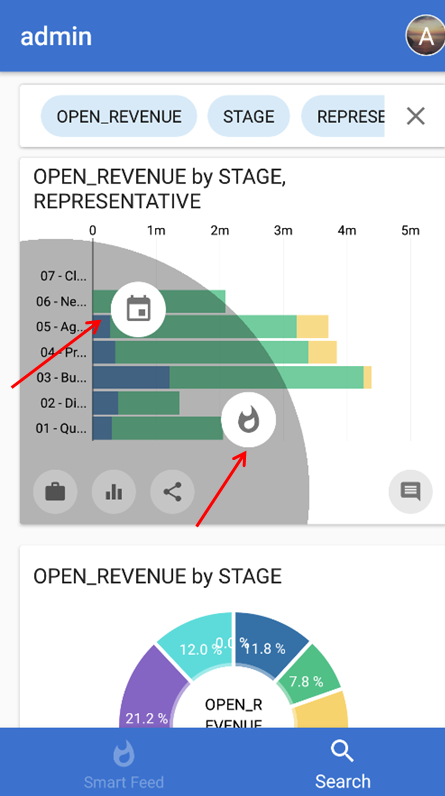 admin
A
OPEN_REVENUE STAGE REPRESE
OPEN_REVENUE by STAGE,
REPRESENTATIVE
0 1m 2m 3m 4m 5m
07 - Cl...
06 - Ne...
05 - Ag...
04 - Pr...
03 - Bu...
02 - Di...
01 - Qu...
OPEN_REVENUE by STAGE
12.0 % 0.0 % 11.8 %
7.8 %
21.2 %
OPEN_R
EVENUE
Smart Feed Search